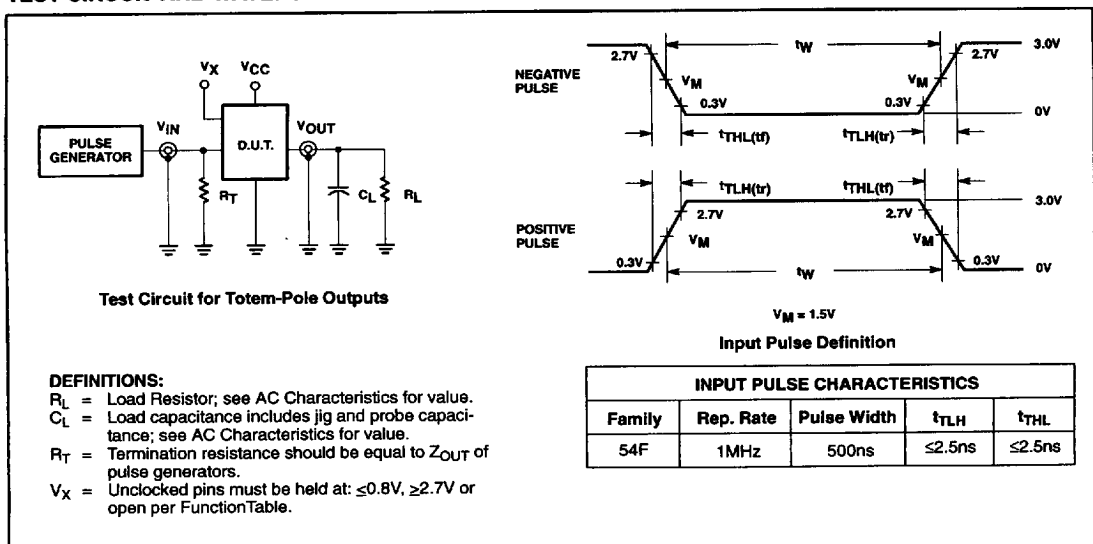 VX
VCC
VIN
VOUT
PULSE
GENERATOR
D.U.T.
RT
CL
RL
Test Circuit for Totem-Pole Outputs
tW
3.0V
2.7V
2.7V
NEGATIVE
PULSE
VM
VM
0.3V
0.3V
0V
tTHL(tf)
tTLH(tr)
tTLH(tr)
tTHL(tf)
3.0V
2.7V
2.7V
POSITIVE
PULSE
VM
VM
0.3V
0.3V
tW
0V
VM = 1.5V
Input Pulse Definition
DEFINITIONS:
RL = Load Resistor; see AC Characteristics for value.
CL = Load capacitance includes jig and probe capaci-
tance; see AC Characteristics for value.
RT = Termination resistance should be equal to ZOUT of
pulse generators.
VX = Unclocked pins must be held at: ≤0.8V, ≥2.7V or
open per FunctionTable.
INPUT PULSE CHARACTERISTICS
Family Rep. Rate Pulse Width tTLH tTHL
54F 1MHz 500ns ≤2.5ns ≤2.5ns